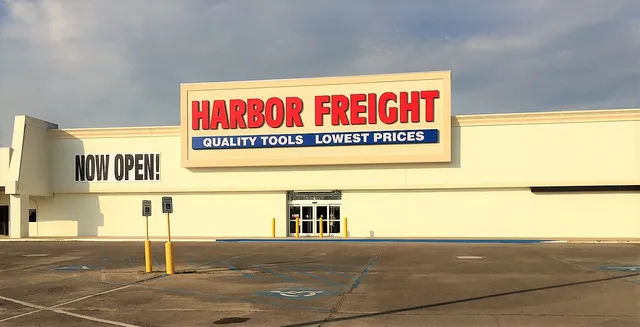 HARBOR FREIGHT
QUALITY TOOLS LOWEST PRICES
NOW OPEN!